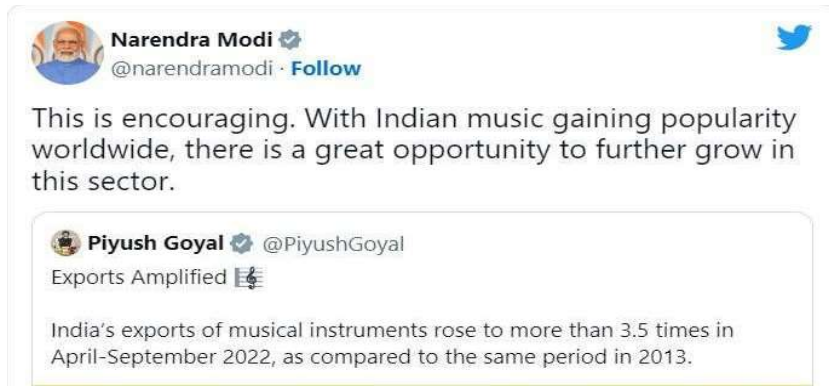 Narendra Modi
@narendramodi · Follow
This is encouraging. With Indian music gaining popularity
worldwide, there is a great opportunity to further grow in
this sector.
Piyush Goyal @PiyushGoyal
Exports Amplified 🎼
India's exports of musical instruments rose to more than 3.5 times in
April-September 2022, as compared to the same period in 2013.